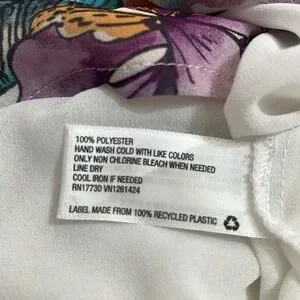 100% POLYESTER
HAND WASH COLD WITH LIKE COLORS
ONLY NON CHLORINE BLEACH WHEN NEEDED
LINE DRY
COOL IRON IF NEEDED
RN17730 VN1261424
LABEL MADE FROM 100% RECYCLED PLASTIC